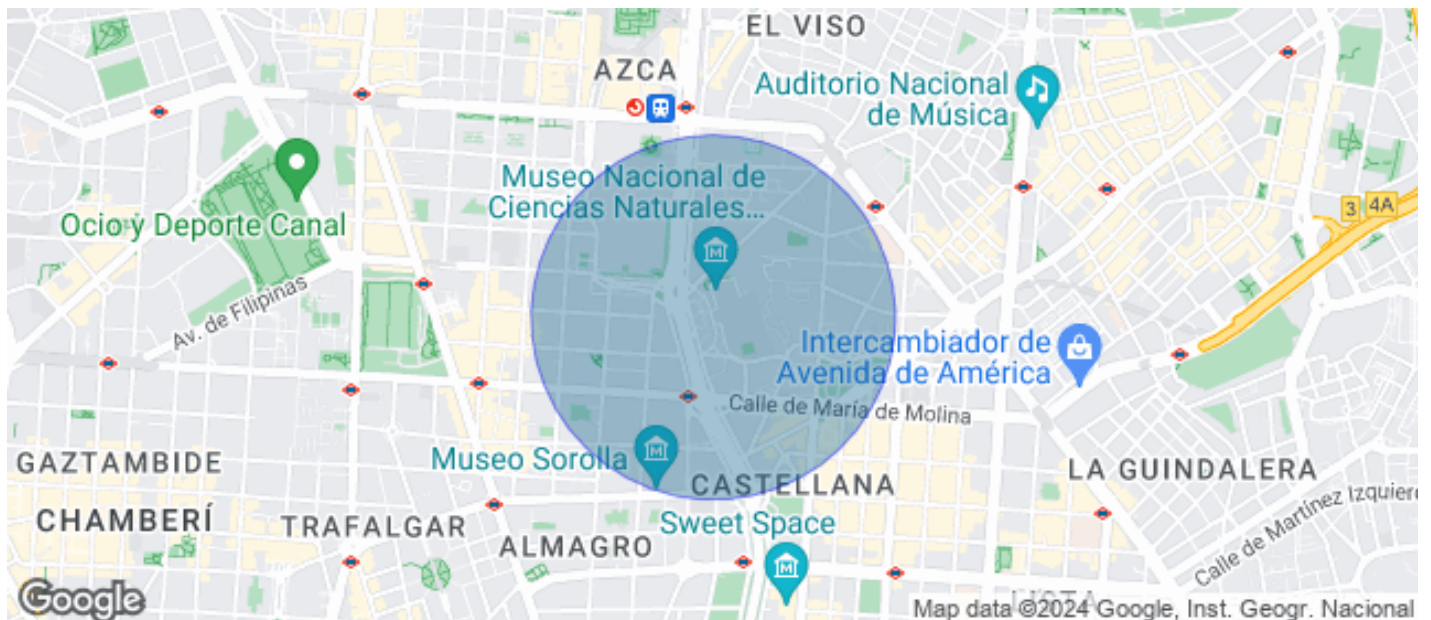 EL VISO
AZCA
Auditorio Nacional
de Música
Museo Nacional de
Ciencias Naturales...
Ocio y Deporte Canal
3
4A
Av. de Filipinas
Intercambiador de
Avenida de América
Calle de María de Molina
Museo Sorolla
GAZTAMBIDE
CASTELLANA
LA GUINDALERA
CHAMBERÍ
TRAFALGAR
Sweet Space
ALMAGRO
Calle de Martínez Izquier
Google
Map data ©2024 Google, Inst. Geogr. Nacional